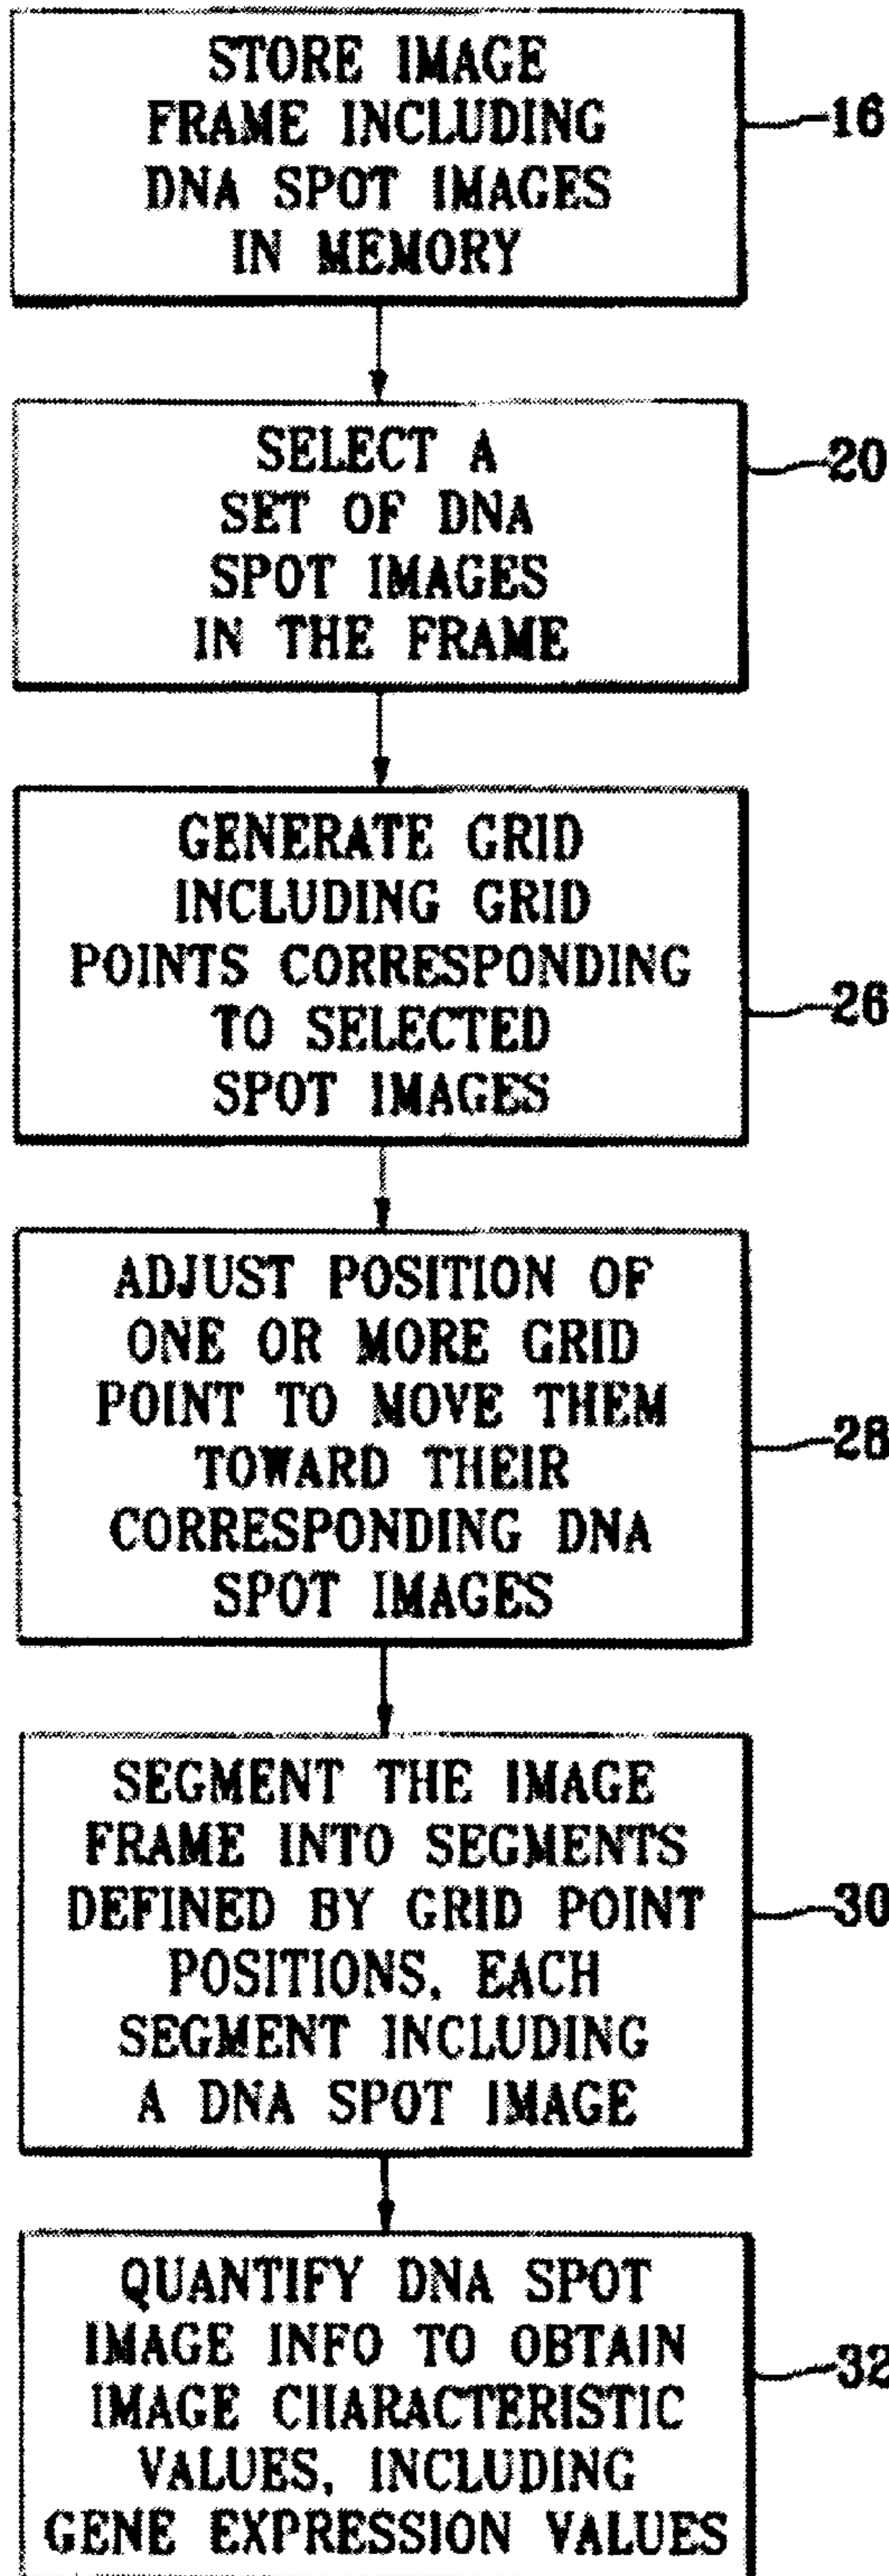 STORE IMAGE
FRAME INCLUDING
DNA SPOT IMAGES
IN MEMORY
16
SELECT A
SET OF DNA
SPOT IMAGES
IN THE FRAME
20
GENERATE GRID
INCLUDING GRID
POINTS CORRESPONDING
TO SELECTED
SPOT IMAGES
26
ADJUST POSITION OF
ONE OR MORE GRID
POINT TO MOVE THEM
TOWARD THEIR
CORRESPONDING DNA
SPOT IMAGES
28
SEGMENT THE IMAGE
FRAME INTO SEGMENTS
DEFINED BY GRID POINT
POSITIONS, EACH
SEGMENT INCLUDING
A DNA SPOT IMAGE
30
QUANTIFY DNA SPOT
IMAGE INFO TO OBTAIN
IMAGE CHARACTERISTIC
VALUES, INCLUDING
GENE EXPRESSION VALUES
32